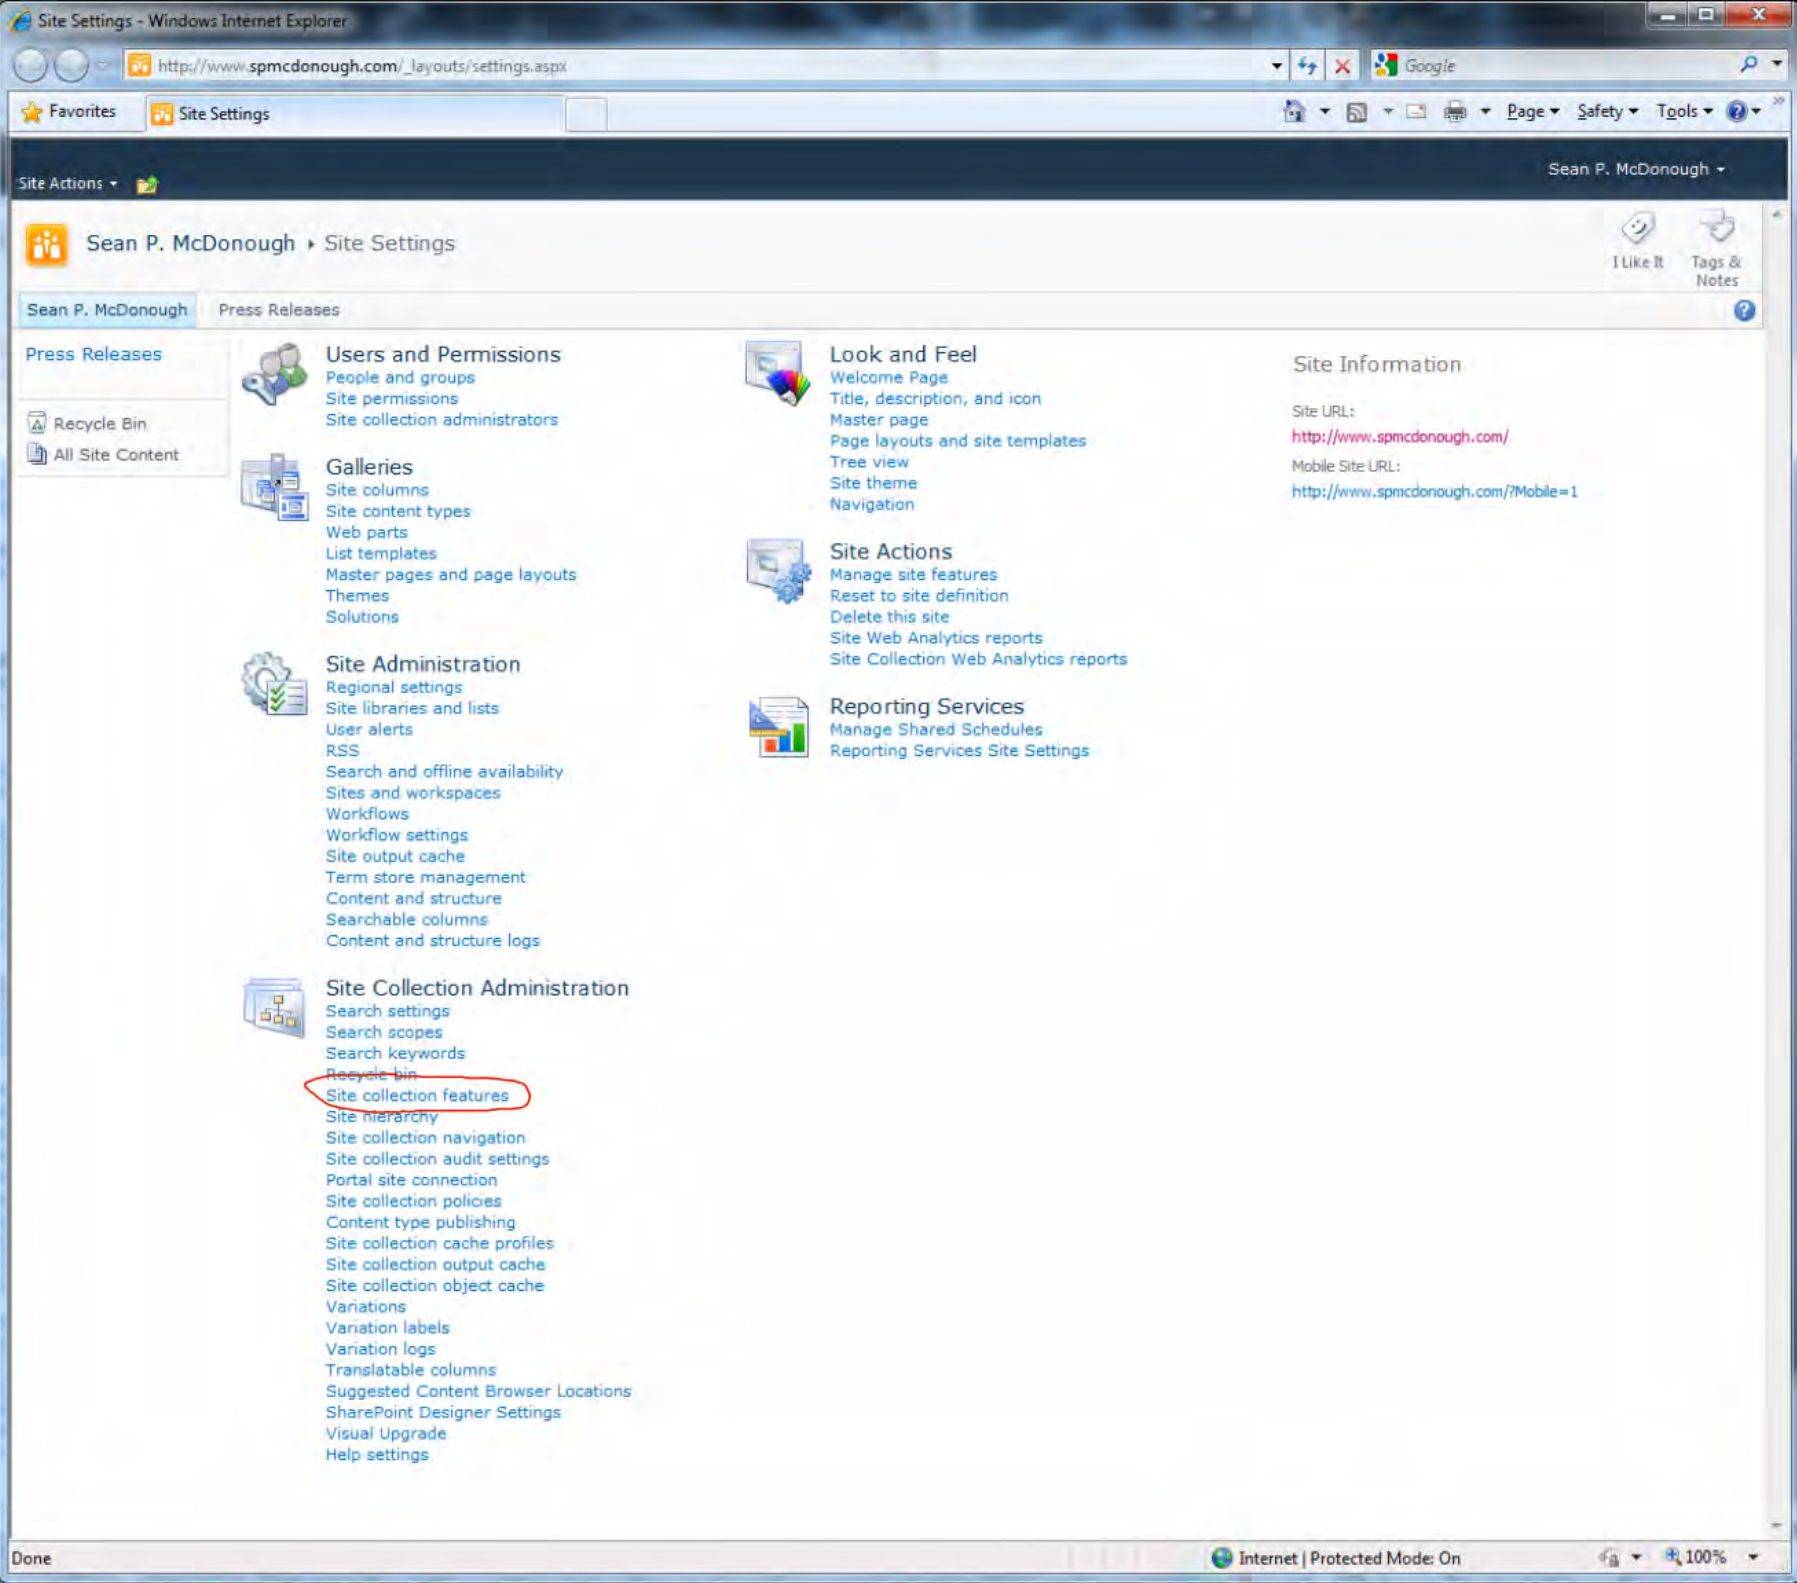 Site Settings - Windows Internet Explorer
http://www.spmcdonough.com/_layouts/settings.aspx
Google
Favorites
Site Settings
Page
Safety
Tools
Site Actions
Sean P. McDonough
Sean P. McDonough
Site Settings
I Like It
Tags &
Notes
Sean P. McDonough
Press Releases
Press Releases
Recycle Bin
All Site Content
Users and Permissions
People and groups
Site permissions
Site collection administrators
Galleries
Site columns
Site content types
Web parts
List templates
Master pages and page layouts
Themes
Solutions
Site Administration
Regional settings
Site libraries and lists
User alerts
RSS
Search and offline availability
Sites and workspaces
Workflows
Workflow settings
Site output cache
Term store management
Content and structure
Searchable columns
Content and structure logs
Site Collection Administration
Search settings
Search scopes
Search keywords
Recycle bin
Site collection features
Site hierarchy
Site collection navigation
Site collection audit settings
Portal site connection
Site collection policies
Content type publishing
Site collection cache profiles
Site collection output cache
Site collection object cache
Variations
Variation labels
Variation logs
Translatable columns
Suggested Content Browser Locations
SharePoint Designer Settings
Visual Upgrade
Help settings
Look and Feel
Welcome Page
Title, description, and icon
Master page
Page layouts and site templates
Tree view
Site theme
Navigation
Site Actions
Manage site features
Reset to site definition
Delete this site
Site Web Analytics reports
Site Collection Web Analytics reports
Reporting Services
Manage Shared Schedules
Reporting Services Site Settings
Site Information
Site URL:
http://www.spmcdonough.com/
Mobile Site URL:
http://www.spmcdonough.com/?Mobile=1
Done
Internet | Protected Mode: On
100%